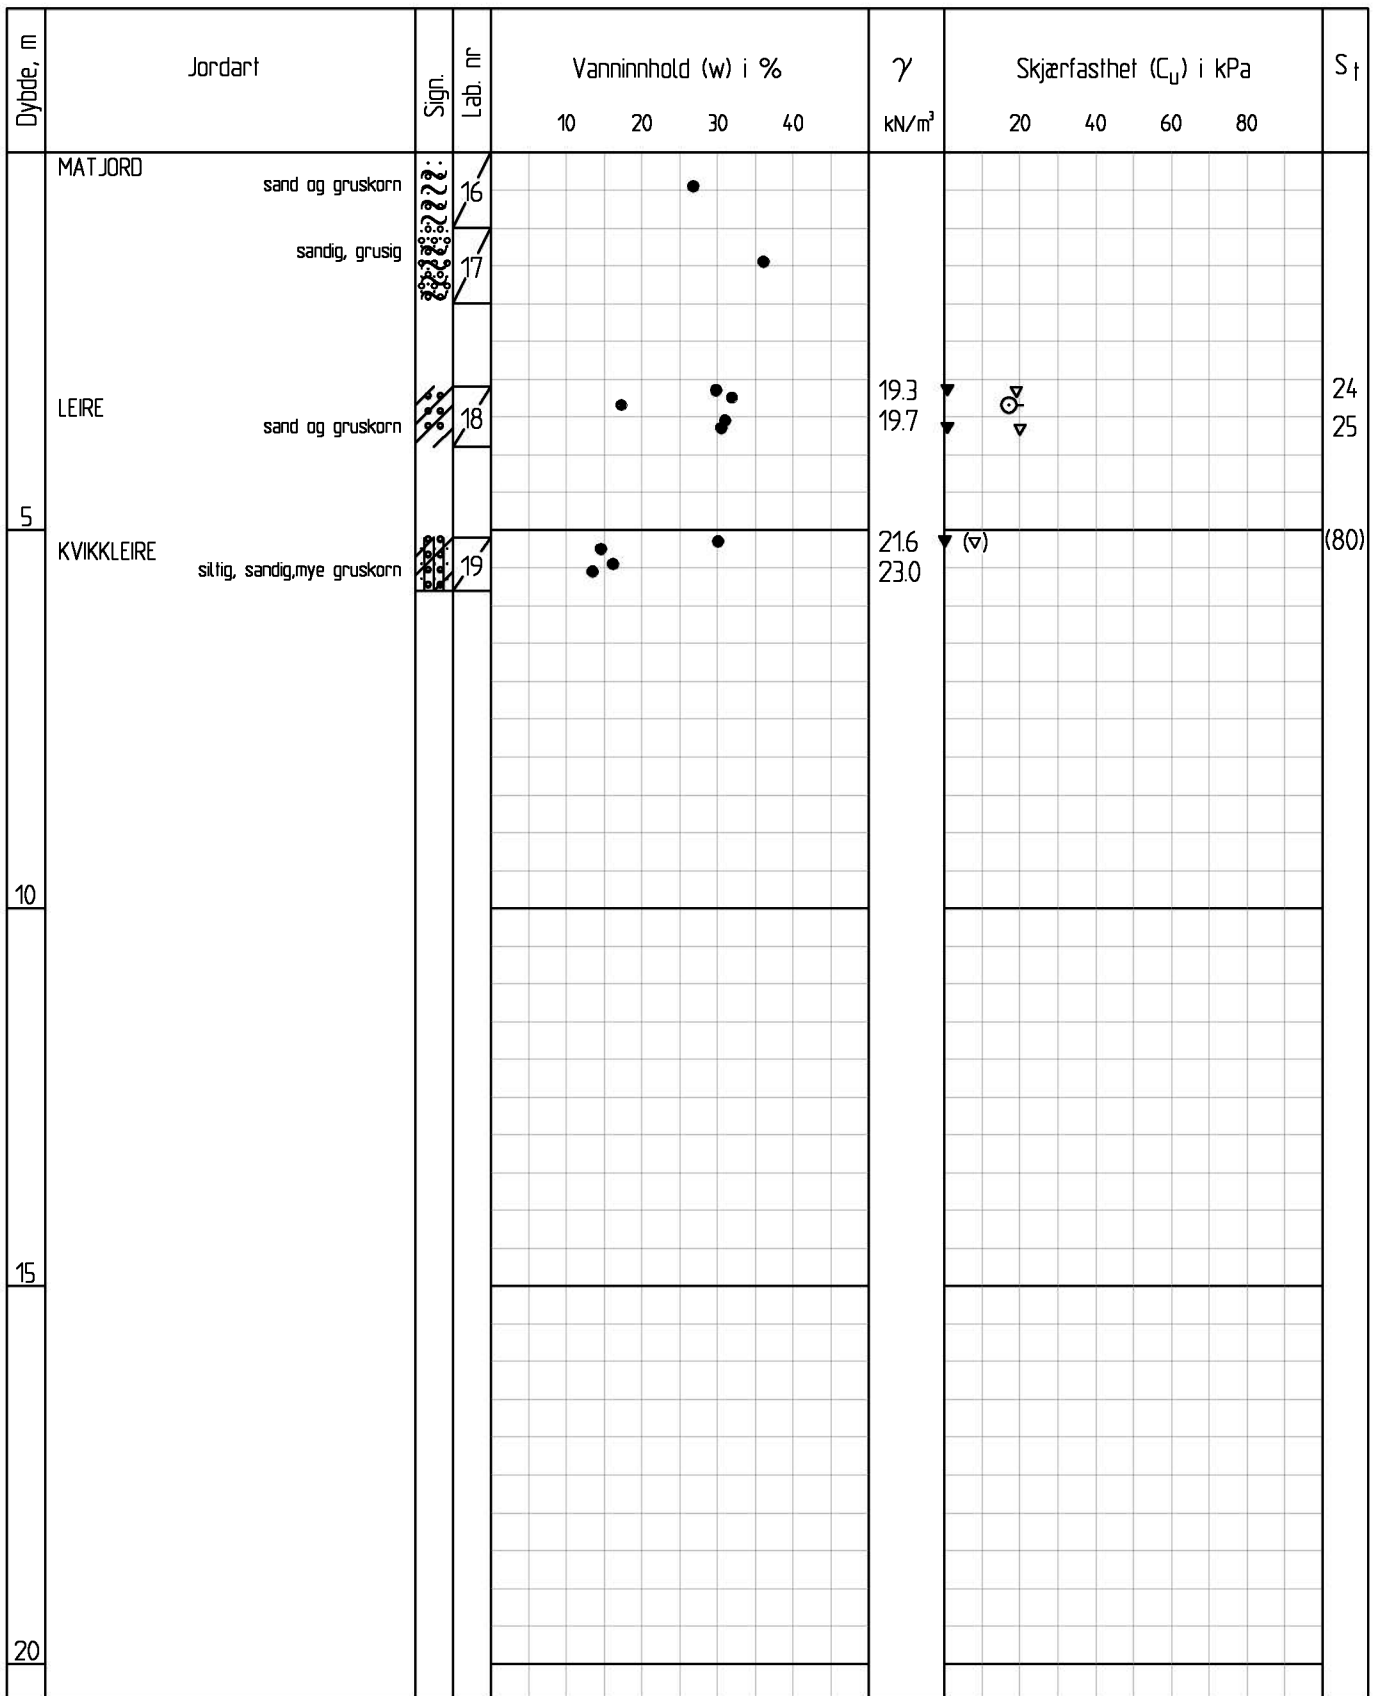 Dybde, m
Jordart
Sign.
Lab. nr
Vanninnhold (w) i %
10 20 30 40
γ
kN/m³
Skjærfasthet (Cu) i kPa
20 40 60 80
St
MATJORD
sand og gruskorn
16
sandig, grusig
17
LEIRE
sand og gruskorn
18
19.3
19.7
24
25
5
KVIKKLEIRE
siltig, sandig,mye gruskorn
19
21.6
23.0
(80)
10
15
20